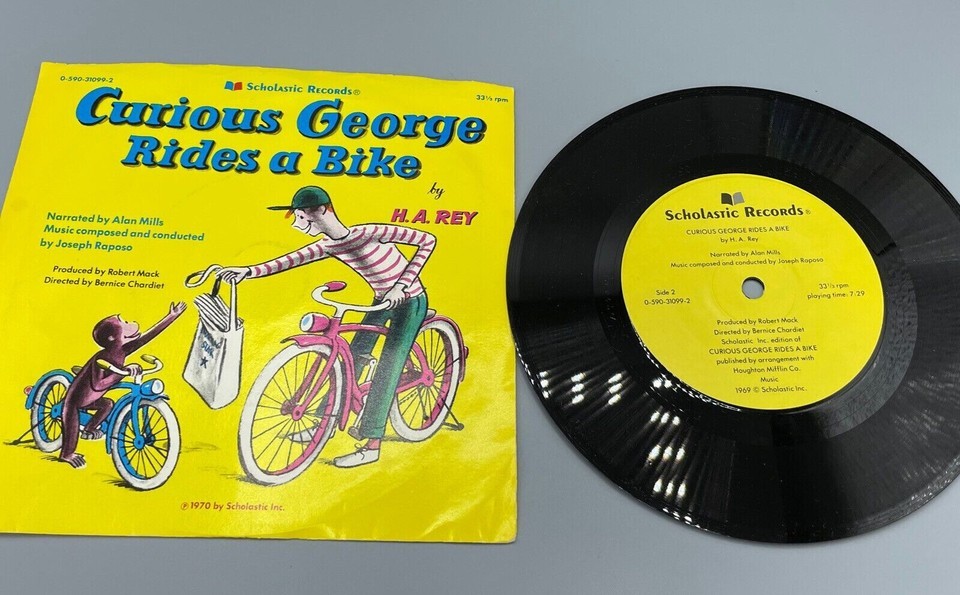 0-590-31099-2
Scholastic Records®
33⅓ rpm
Curious George
Rides a Bike
by
H. A. REY
Narrated by Alan Mills
Music composed and conducted
by Joseph Raposo
Produced by Robert Mack
Directed by Bernice Chardiet
℗1970 by Scholastic Inc.
Scholastic Records®
CURIOUS GEORGE RIDES A BIKE
by H. A. Rey
Narrated by Alan Mills
Music composed and conducted by Joseph Raposo
Side 2
0-590-31099-2
33⅓ rpm
playing time: 7:29
Produced by Robert Mack
Directed by Bernice Chardiet
Scholastic Inc. edition of
CURIOUS GEORGE RIDES A BIKE
published by arrangement with
Houghton Mifflin Co.
Music
1969 © Scholastic Inc.